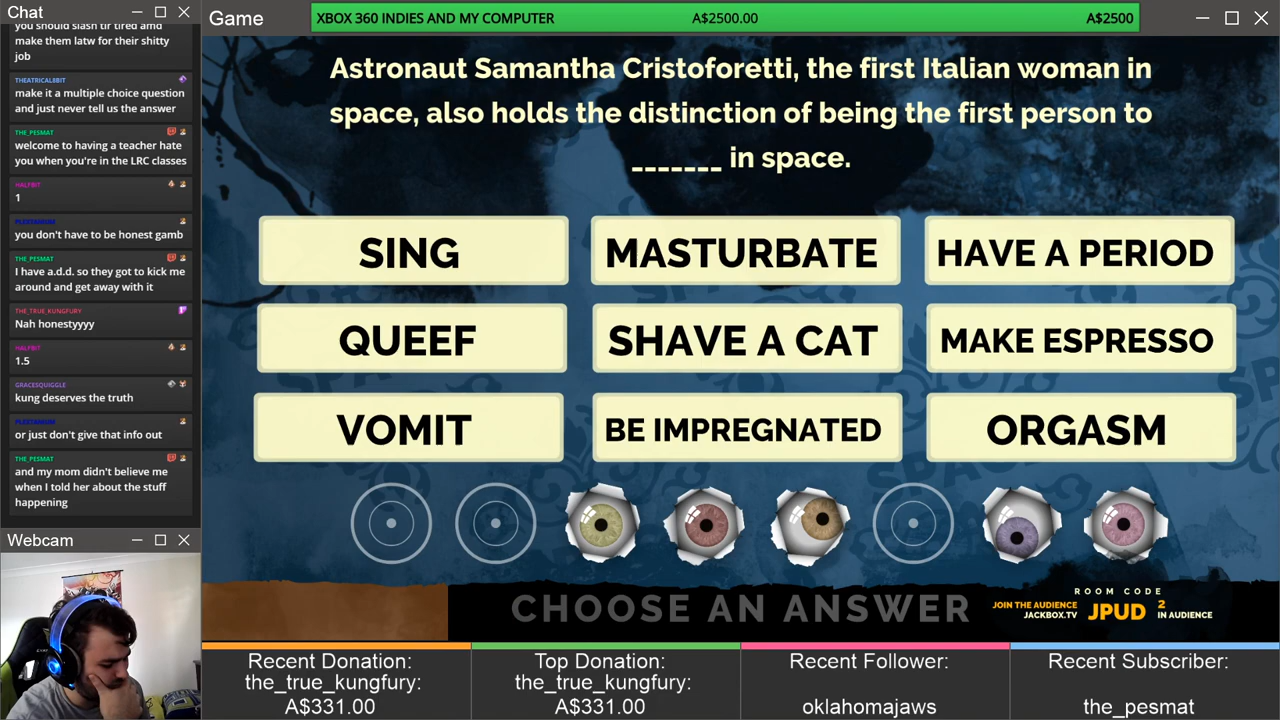 Chat
you should slash tir tired and
make them latw for their shitty
job
THEATRICALEBIT
make it a multiple choice question
and just never tell us the answer
THE_PESMAT
welcome to having a teacher hate
you when you're in the LRC classes
HALFBIT
1
you don't have to be honest gamb
THE_PESMAT
I have a.d.d. so they got to kick me
around and get away with it
THE_TRUE_KUNGFURY
Nah honestyyyy
HALFBIT
1.5
GRACESQUIGGLE
kung deserves the truth
or just don't give that info out
THE_PESMAT
and my mom didn't believe me
when I told her about the stuff
happening
Webcam
Game
XBOX 360 INDIES AND MY COMPUTER A$2500.00 A$2500
Astronaut Samantha Cristoforetti, the first Italian woman in
space, also holds the distinction of being the first person to
_______ in space.
SING MASTURBATE HAVE A PERIOD
QUEEF SHAVE A CAT MAKE ESPRESSO
VOMIT BE IMPREGNATED ORGASM
CHOOSE AN ANSWER
JOIN THE AUDIENCE
JACKBOX.TV
ROOM CODE
JPUD
2
IN AUDIENCE
Recent Donation:
the_true_kungfury:
A$331.00
Top Donation:
the_true_kungfury:
A$331.00
Recent Follower:
oklahomajaws
Recent Subscriber:
the_pesmat